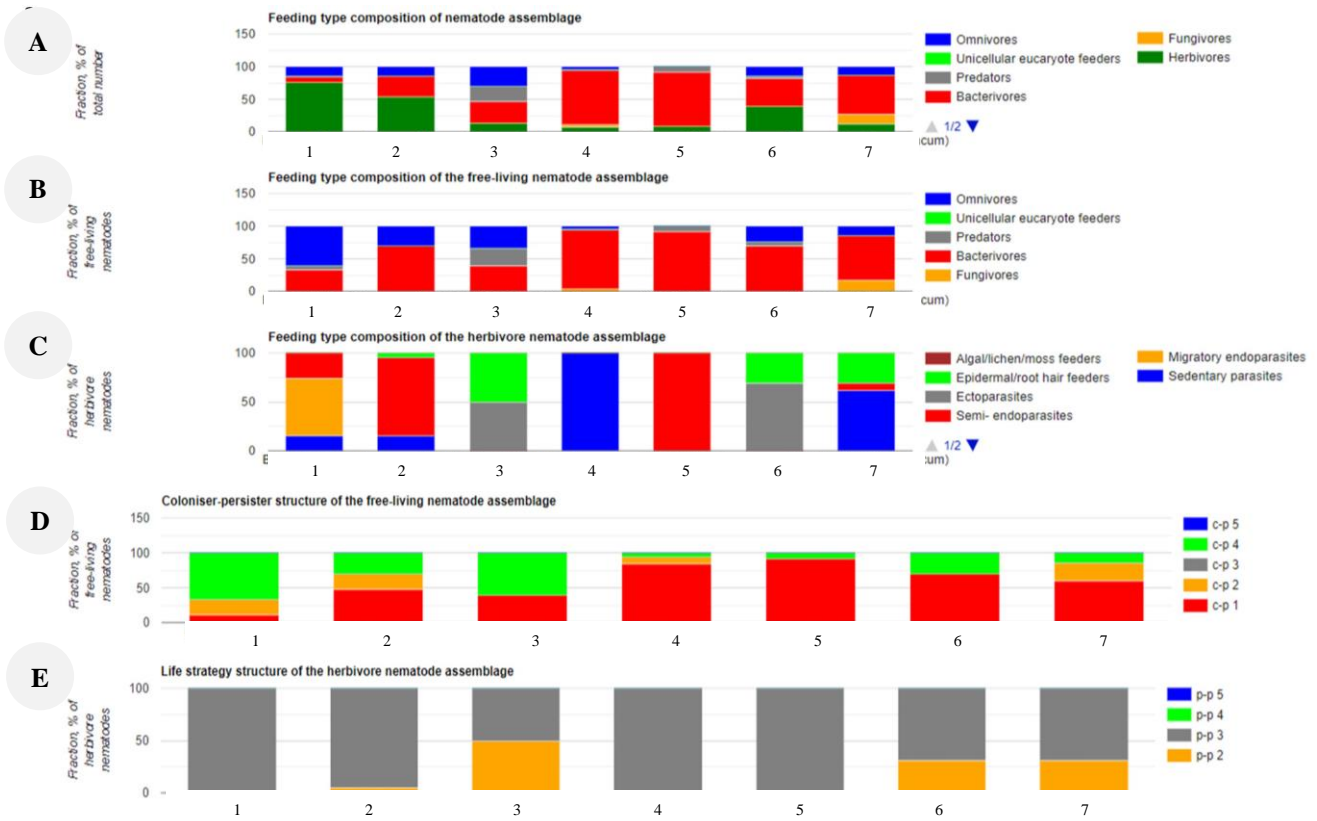 A
Feeding type composition of nematode assemblage
Fraction, % of
total number
150
100
50
0
1 2 3 4 5 6 7
Omnivores
Unicellular eucaryote feeders
Predators
Bacterivores
Fungivores
Herbivores
1/2
cum)
B
Feeding type composition of the free-living nematode assemblage
Fraction, % of
free-living
nematodes
150
100
50
0
1 2 3 4 5 6 7
Omnivores
Unicellular eucaryote feeders
Predators
Bacterivores
Fungivores
cum)
C
Feeding type composition of the herbivore nematode assemblage
Fraction, % of
herbivore
nematodes
100
50
0
1 2 3 4 5 6 7
Algal/lichen/moss feeders
Epidermal/root hair feeders
Ectoparasites
Semi- endoparasites
Migratory endoparasites
Sedentary parasites
1/2
cum)
D
Coloniser-persister structure of the free-living nematode assemblage
Fraction, % of
free-living
nematodes
150
100
50
0
1 2 3 4 5 6 7
c-p 5
c-p 4
c-p 3
c-p 2
c-p 1
E
Life strategy structure of the herbivore nematode assemblage
Fraction, % of
herbivore
nematodes
100
50
0
1 2 3 4 5 6 7
p-p 5
p-p 4
p-p 3
p-p 2